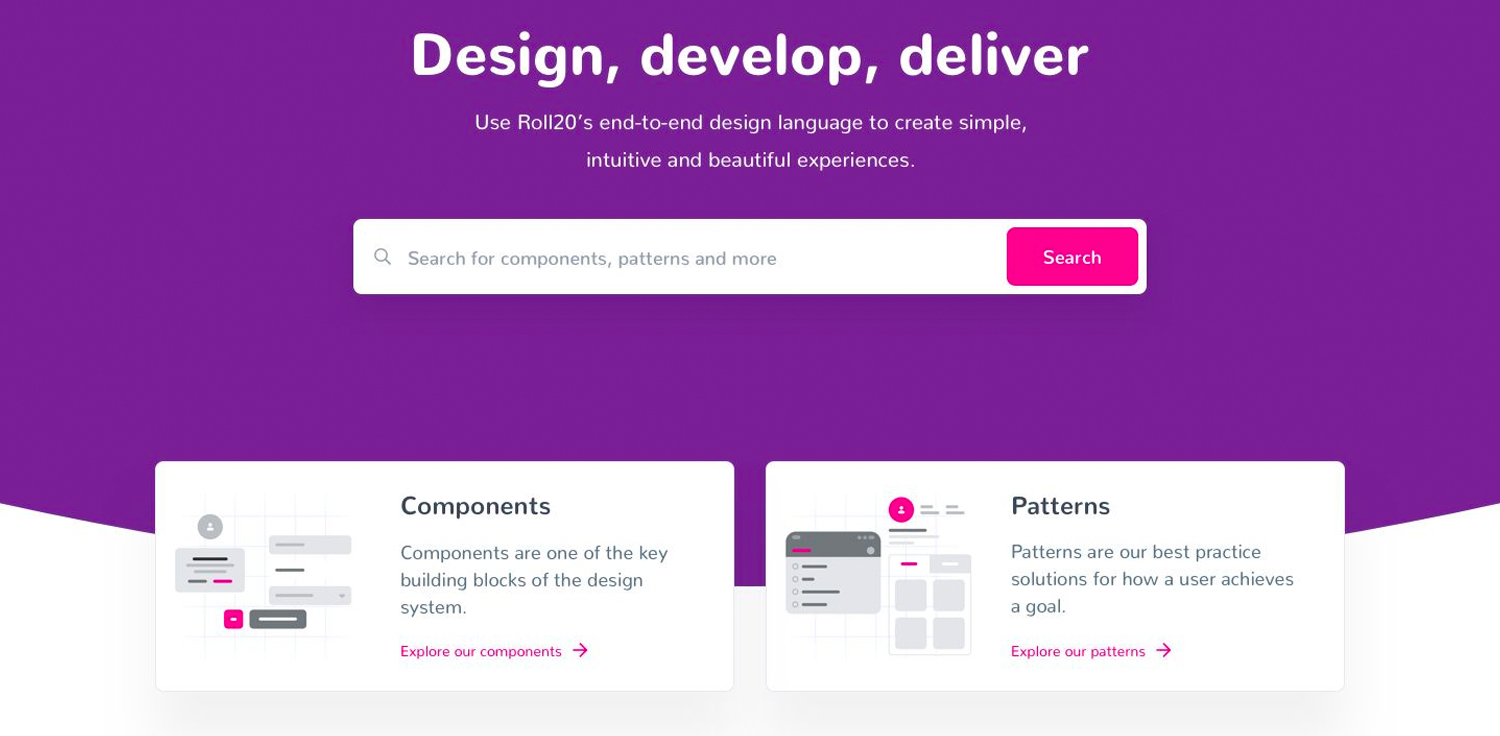 Design, develop, deliver
Use Roll20’s end-to-end design language to create simple,
intuitive and beautiful experiences.
Search for components, patterns and more
Search
Components
Components are one of the key
building blocks of the design
system.
Explore our components
Patterns
Patterns are our best practice
solutions for how a user achieves
a goal.
Explore our patterns